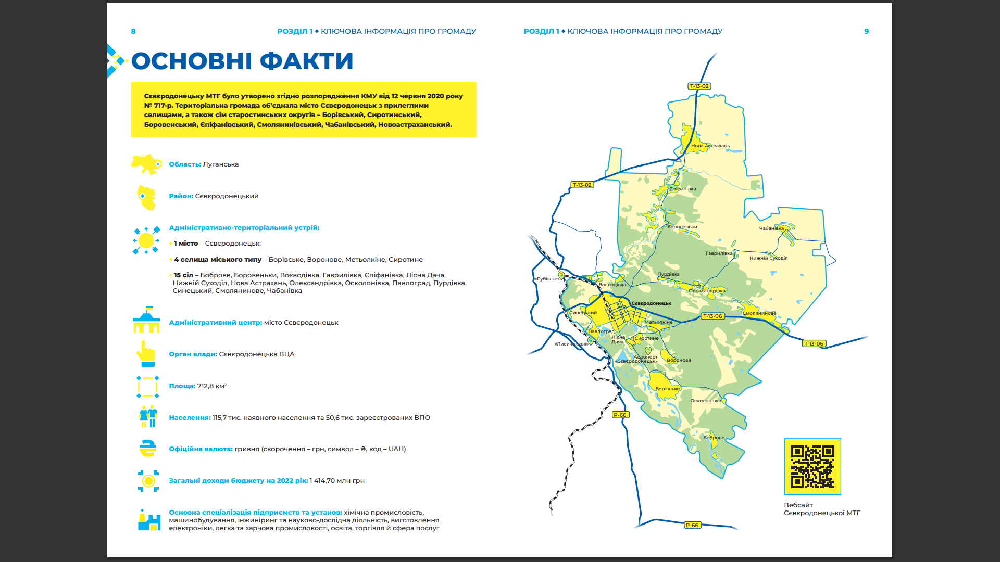 8
РОЗДІЛ 1 ◆ КЛЮЧОВА ІНФОРМАЦІЯ ПРО ГРОМАДУ
ОСНОВНІ ФАКТИ
Сєвєродонецьку МТГ було утворено згідно розпорядження КМУ від 12 червня 2020 року
№ 717-р. Територіальна громада об’єднала місто Сєвєродонецьк з прилеглими
селищами, а також сім старостинських округів – Борівський, Сиротинський,
Боровенський, Єпіфанівський, Смолянинівський, Чабанівський, Новоастраханський.
Область: Луганська
Район: Сєвєродонецький
Адміністративно-територіальний устрій:
1 місто – Сєвєродонецьк;
4 селища міського типу – Борівське, Воронове, Метьолкіне, Сиротине
15 сіл – Боброве, Боровеньки, Воєводівка, Гаврилівка, Єпіфанівка, Лісна Дача,
Нижній Суходіл, Нова Астрахань, Олександрівка, Осколонівка, Павлоград, Пурдівка,
Синецький, Смолянинове, Чабанівка
Адміністративний центр: місто Сєвєродонецьк
Орган влади: Сєвєродонецька ВЦА
Площа: 712,8 км²
Населення: 115,7 тис. наявного населення та 50,6 тис. зареєстрованих ВПО
Офіційна валюта: гривня (скорочення – грн, символ – ₴, код – UAH)
Загальні доходи бюджету на 2022 рік: 1 414,70 млн грн
Основна спеціалізація підприємств та установ: хімічна промисловість,
машинобудування, інжиніринг та науково-дослідна діяльність, виготовлення
електроніки, легка та харчова промисловості, освіта, торгівля й сфера послуг
РОЗДІЛ 1 ◆ КЛЮЧОВА ІНФОРМАЦІЯ ПРО ГРОМАДУ
9
Т-13-02
Нова Астрахань
Т-13-02
Єпіфанівка
Боровеньки
Чабанівка
Гаврилівка
Нижній Суходіл
Пурдівка
«Рубіжне»
Воєводівка
Олександрівка
Сєвєродонецьк
Синецький
Смолянинове
Т-13-06
Метьолкіне
Павлоград
Лісна
Дача
Сиротине
«Лисичанськ»
Т-13-06
Аеропорт
«Сєвєродонецьк»
Воронове
Борівське
Осколонівка
Р-66
Боброве
Р-66
Вебсайт
Сєвєродонецької МТГ